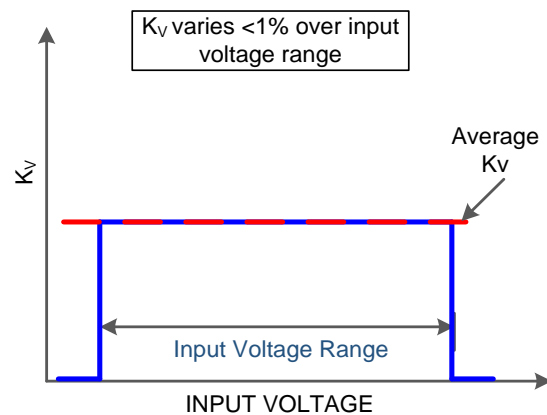 K_V varies <1% over input
voltage range
Average
Kv
K_V
Input Voltage Range
INPUT VOLTAGE